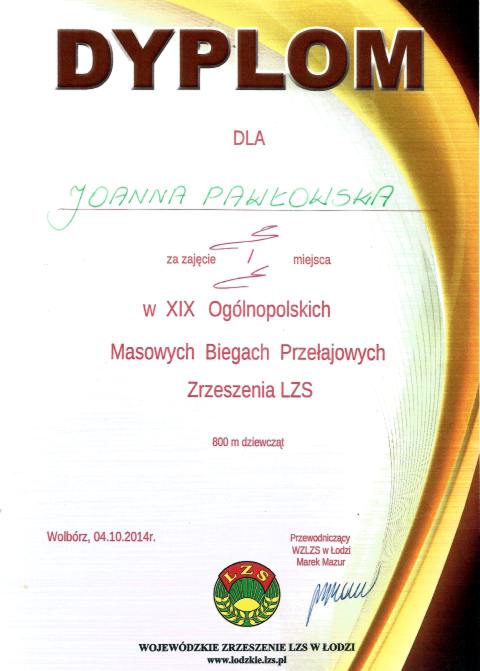 DYPLOM
DLA
JOANNA PAWŁOWSKA
za zajęcie I miejsca
w XIX Ogólnopolskich
Masowych Biegach Przełajowych
Zrzeszenia LZS
800 m dziewcząt
Wolbórz, 04.10.2014r.
Przewodniczący
WZLZS w Łodzi
Marek Mazur
LZS
WOJEWÓDZKIE ZRZESZENIE LZS W ŁODZI
www.lodzkie.lzs.pl